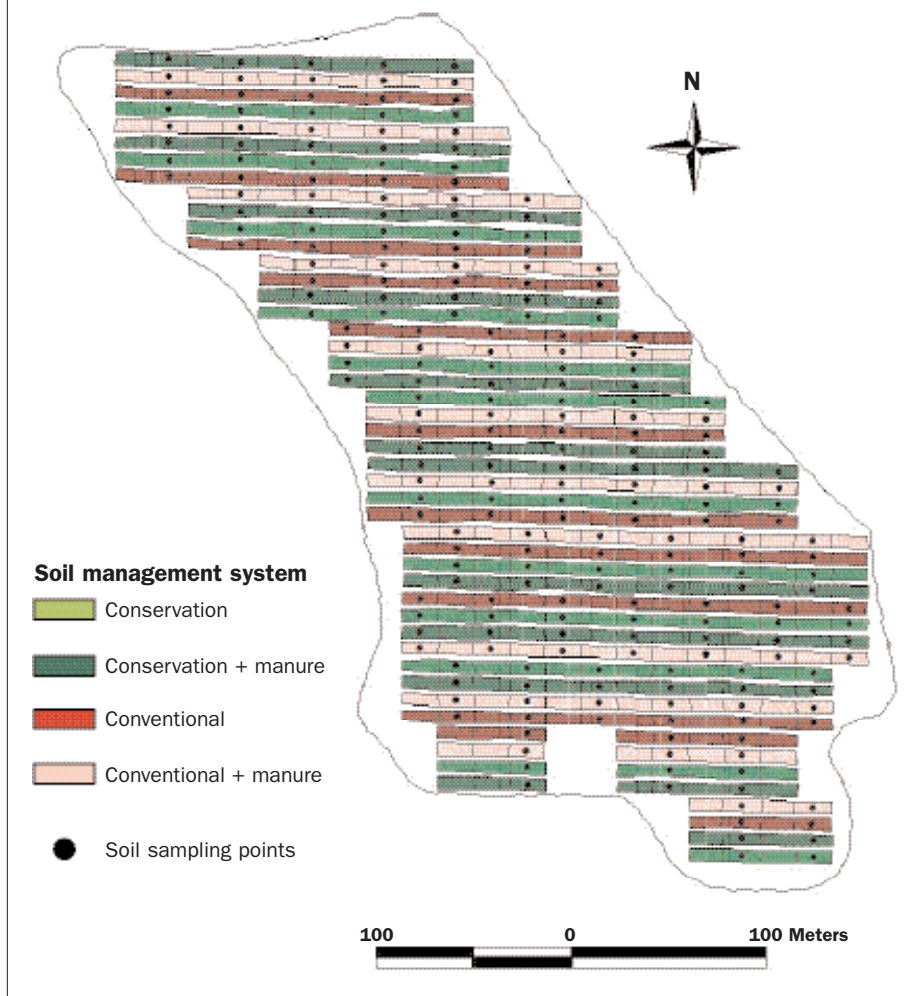 N
Soil management system
Conservation
Conservation + manure
Conventional
Conventional + manure
Soil sampling points
100 0 100 Meters